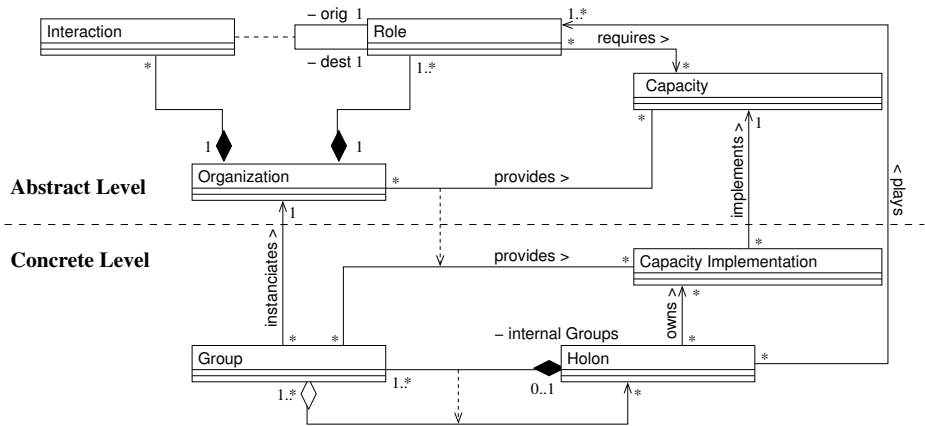 – orig 1
1..*
Interaction
Role
*
requires >
– dest 1
*
*
1..*
Capacity
*
1
1
1
implements >
Organization
*
provides >
< plays
Abstract Level
1
Concrete Level
instanciates >
provides >
*
*
Capacity Implementation
*
owns >
– internal Groups
*
*
*
Group
Holon
*
1..*
1..*
0..1
*